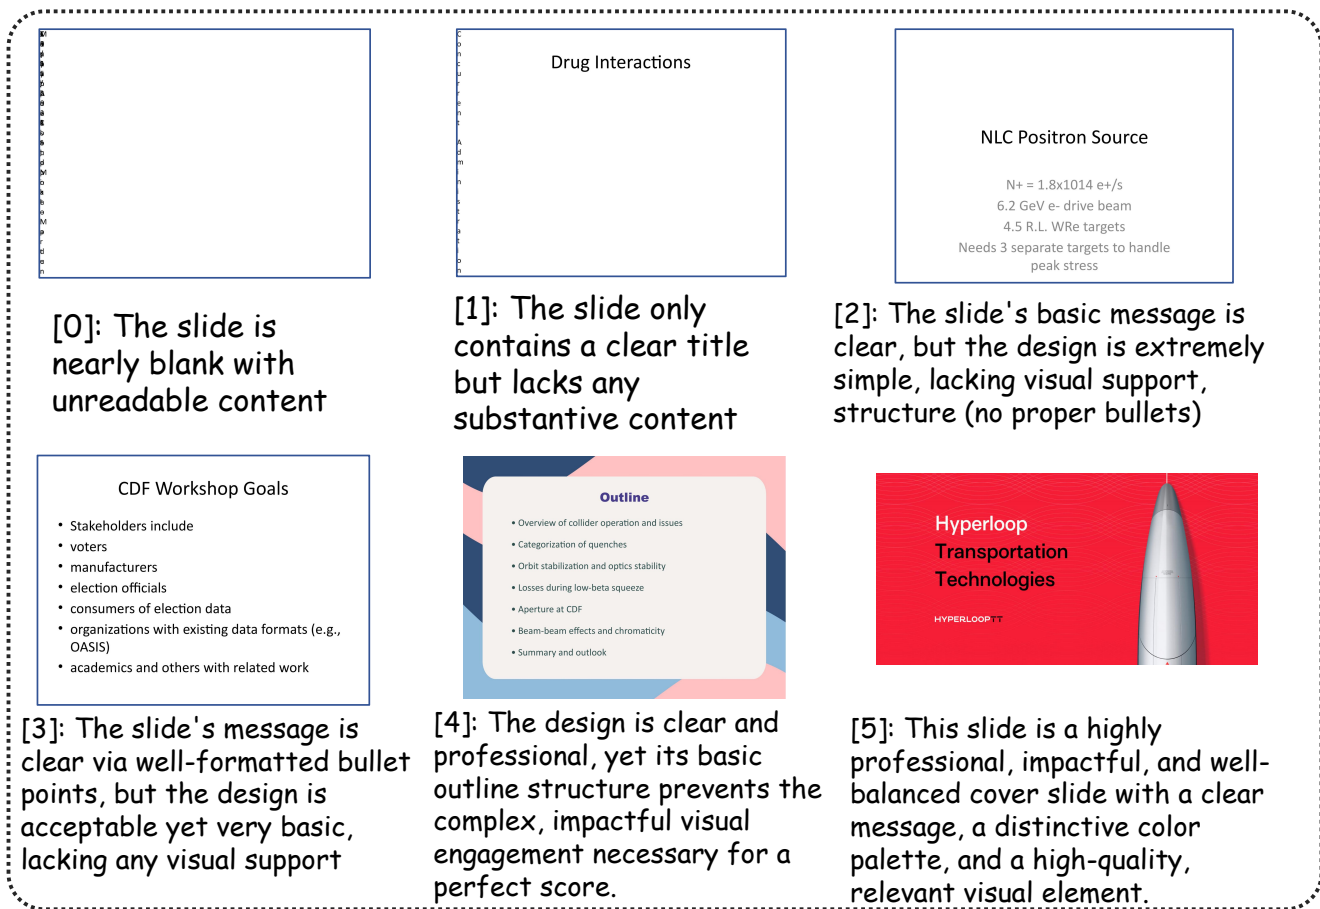 Drug Interactions
Concurrent Administration
NLC Positron Source
N+ = 1.8x1014 e+/s
6.2 GeV e- drive beam
4.5 R.L. WRe targets
Needs 3 separate targets to handle
peak stress
[0]: The slide is
nearly blank with
unreadable content
[1]: The slide only
contains a clear title
but lacks any
substantive content
[2]: The slide's basic message is
clear, but the design is extremely
simple, lacking visual support,
structure (no proper bullets)
CDF Workshop Goals
• Stakeholders include
• voters
• manufacturers
• election officials
• consumers of election data
• organizations with existing data formats (e.g.,
OASIS)
• academics and others with related work
Outline
• Overview of collider operation and issues
• Categorization of quenches
• Orbit stabilization and optics stability
• Losses during low-beta squeeze
• Aperture at CDF
• Beam-beam effects and chromaticity
• Summary and outlook
Hyperloop
Transportation
Technologies
HYPERLOOPTT
[3]: The slide's message is
clear via well-formatted bullet
points, but the design is
acceptable yet very basic,
lacking any visual support
[4]: The design is clear and
professional, yet its basic
outline structure prevents the
complex, impactful visual
engagement necessary for a
perfect score.
[5]: This slide is a highly
professional, impactful, and well-
balanced cover slide with a clear
message, a distinctive color
palette, and a high-quality,
relevant visual element.